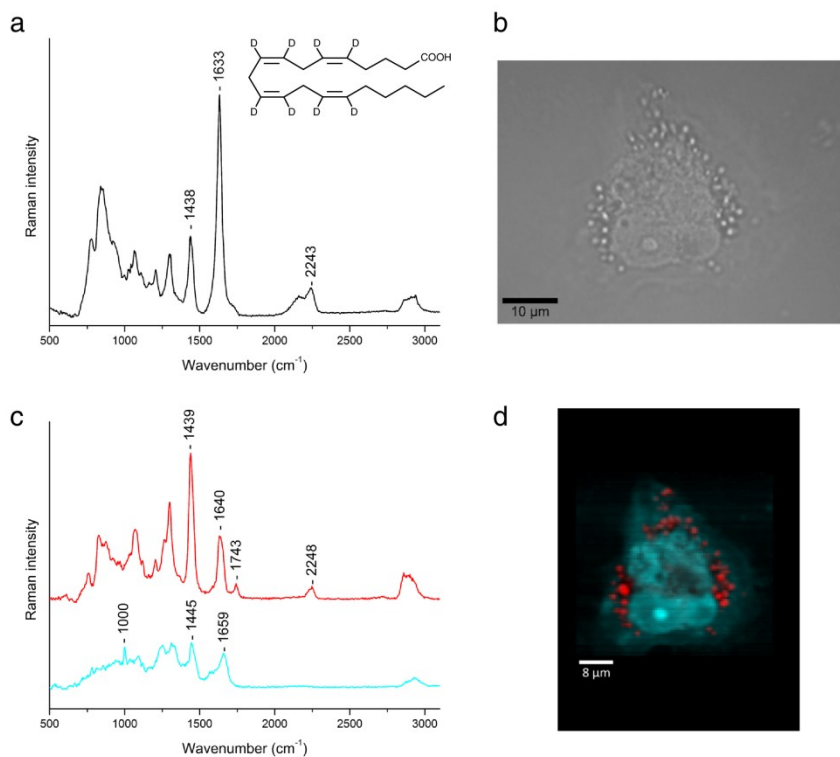 a
Raman intensity
1438
1633
2243
D D D D COOH
D D D D
500 1000 1500 2000 2500 3000
Wavenumber (cm⁻¹)
b
10 µm
c
Raman intensity
1439
1640
1743
2248
1000
1445
1659
500 1000 1500 2000 2500 3000
Wavenumber (cm⁻¹)
d
8 µm